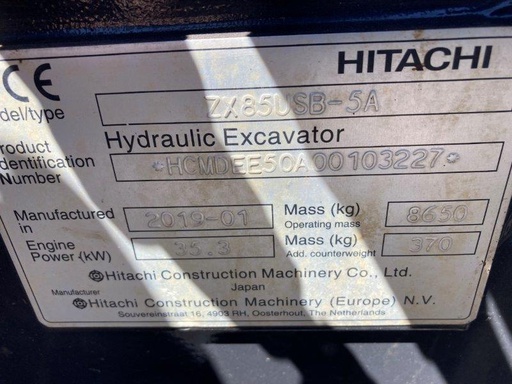 CE HITACHI
del/type ZX85USB-5A
Hydraulic Excavator
Product
Identification *HCMDEE50A00103227*
Number
Manufactured in 2019-01 Mass (kg) Operating mass 8650
Engine Power (kW) 35.3 Mass (kg) Add. counterweight 370
Hitachi Construction Machinery Co., Ltd.
Japan
Manufacturer Hitachi Construction Machinery (Europe) N.V.
Souvereinstraat 16, 4903 RH, Oosterhout, The Netherlands